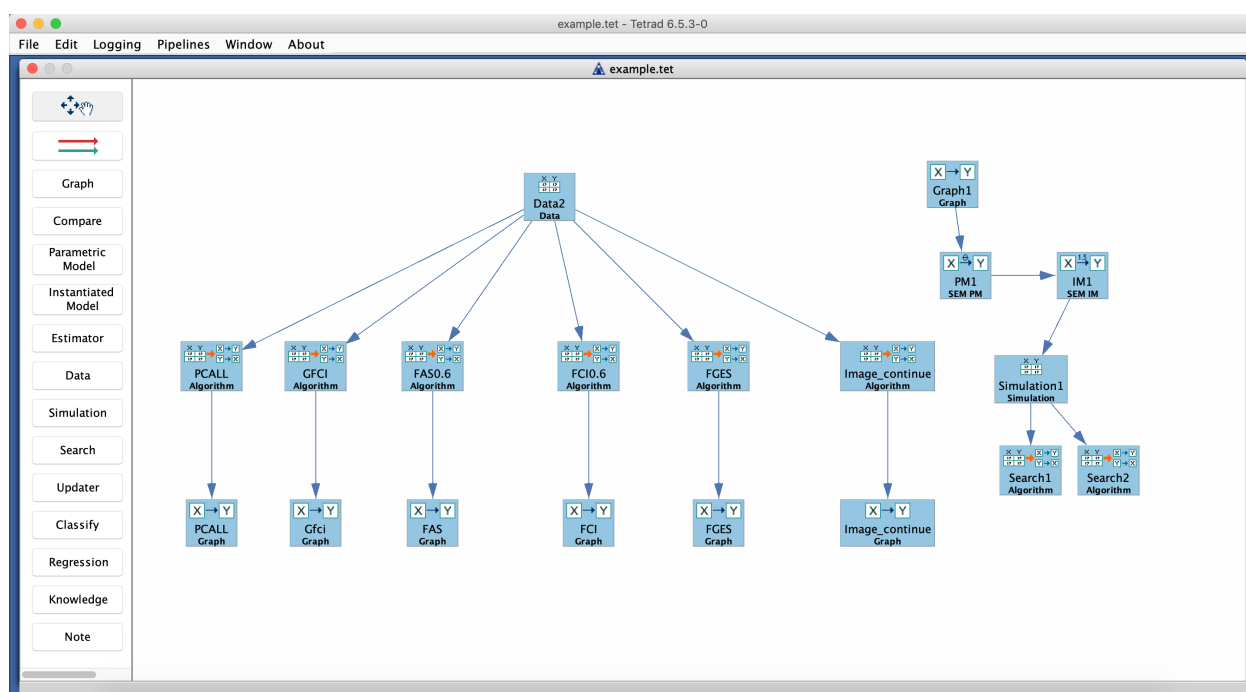 example.tet - Tetrad 6.5.3-0
File Edit Logging Pipelines Window About
example.tet
Graph
Compare
Parametric
Model
Instantiated
Model
Estimator
Data
Simulation
Search
Updater
Classify
Regression
Knowledge
Note
X Y
Data2
Data
X Y
Graph1
Graph
X Y
PM1
SEM PM
X 1.5 Y
IM1
SEM IM
X Y X Y
Y X
PCALL
Algorithm
X Y X Y
Y X
GFCI
Algorithm
X Y X Y
Y X
FAS0.6
Algorithm
X Y X Y
Y X
FCI0.6
Algorithm
X Y X Y
Y X
FGES
Algorithm
X Y X Y
Y X
Image_continue
Algorithm
X Y
Simulation1
Simulation
X Y X Y
Y X
Search1
Algorithm
X Y X Y
Y X
Search2
Algorithm
X Y
PCALL
Graph
X Y
Gfci
Graph
X Y
FAS
Graph
X Y
FCI
Graph
X Y
FGES
Graph
X Y
Image_continue
Graph